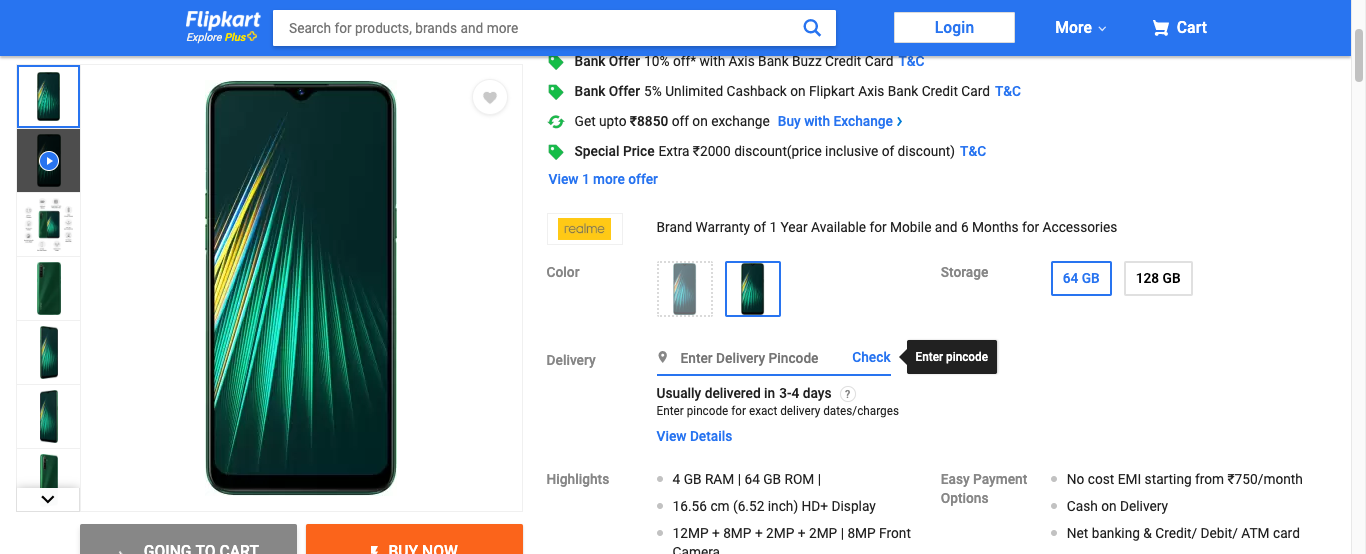 Flipkart
Explore Plus
Search for products, brands and more
Login
More
Cart
Bank Offer 10% off* with Axis Bank Buzz Credit Card T&C
Bank Offer 5% Unlimited Cashback on Flipkart Axis Bank Credit Card T&C
Get upto ₹8850 off on exchange Buy with Exchange
Special Price Extra ₹2000 discount(price inclusive of discount) T&C
View 1 more offer
realme
Brand Warranty of 1 Year Available for Mobile and 6 Months for Accessories
Color
Storage
64 GB
128 GB
Delivery
Enter Delivery Pincode
Check
Enter pincode
Usually delivered in 3-4 days ?
Enter pincode for exact delivery dates/charges
View Details
Highlights
4 GB RAM | 64 GB ROM |
16.56 cm (6.52 inch) HD+ Display
12MP + 8MP + 2MP + 2MP | 8MP Front
Camera
Easy Payment
Options
No cost EMI starting from ₹750/month
Cash on Delivery
Net banking & Credit/ Debit/ ATM card
GOING TO CART
BUY NOW